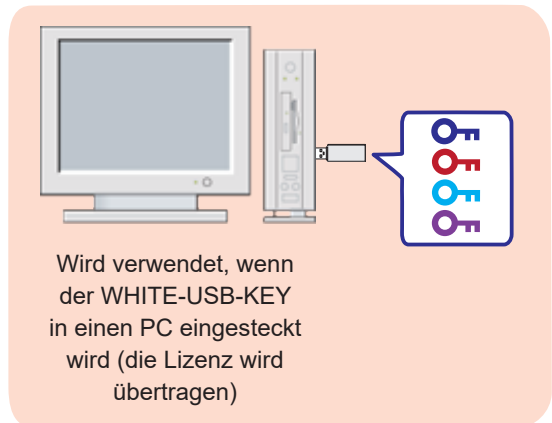 Wird verwendet, wenn
der WHITE-USB-KEY
in einen PC eingesteckt
wird (die Lizenz wird
übertragen)